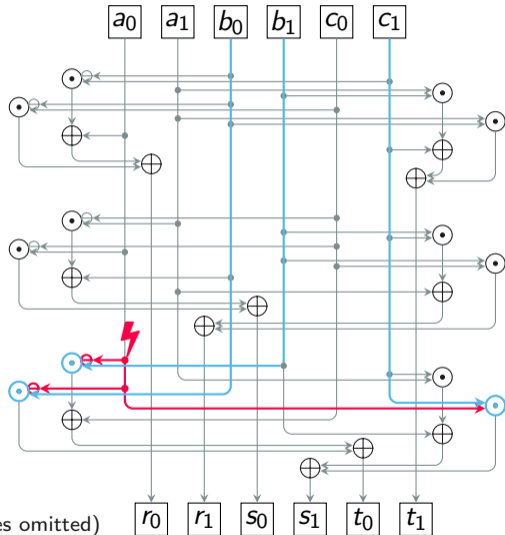 a₀ a₁ b₀ b₁ c₀ c₁
es omitted) r₀ r₁ s₀ s₁ t₀ t₁